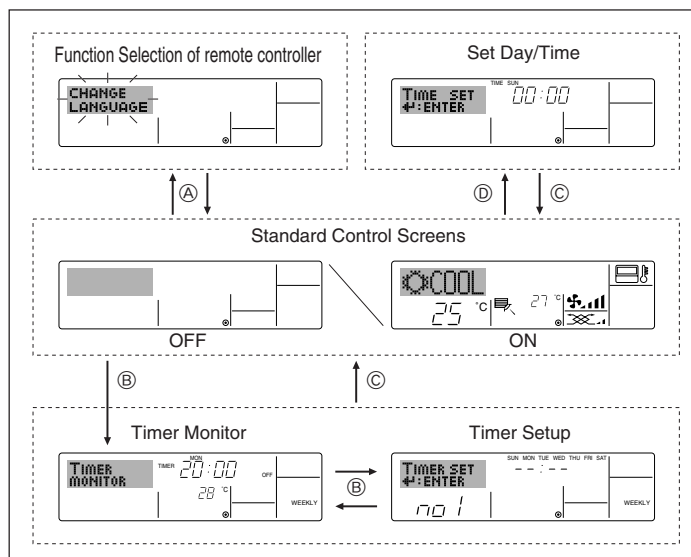 Function Selection of remote controller
CHANGE
LANGUAGE
Set Day/Time
TIME SUN
TIME SET
↵:ENTER
00:00
Ⓐ
Ⓓ
Ⓒ
Standard Control Screens
COOL
25 °C
27 °C
OFF
ON
Ⓑ
Ⓒ
Timer Monitor
TIMER
MONITOR
MON
TIMER 20:00 OFF
28 °C
WEEKLY
Ⓑ
Timer Setup
SUN MON TUE WED THU FRI SAT
TIMER SET
↵:ENTER
--:--
no 1
WEEKLY